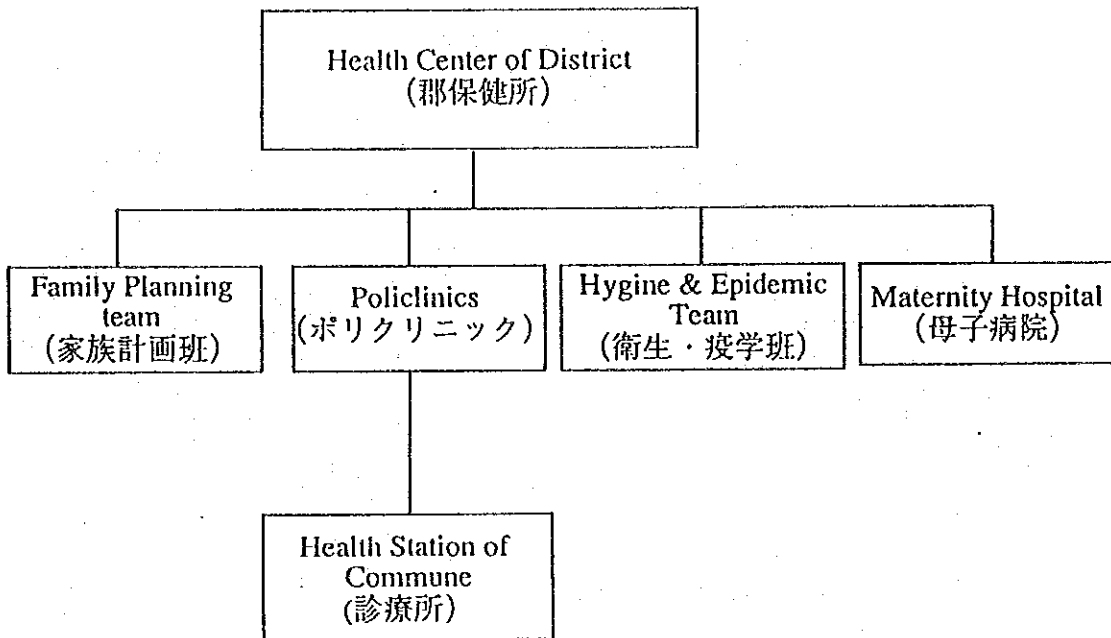 Health Center of District
(郡保健所)
Family Planning
team
(家族計画班)
Policlinics
(ポリクリニック)
Hygine & Epidemic
Team
(衛生・疫学班)
Maternity Hospital
(母子病院)
Health Station of
Commune
(診療所)